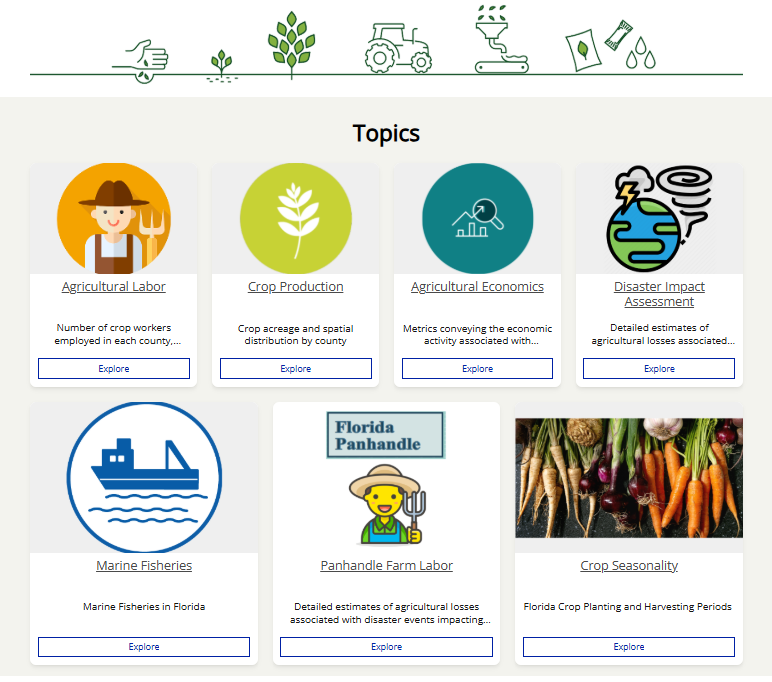 Topics
Agricultural Labor
Number of crop workers
employed in each county,...
Explore
Crop Production
Crop acreage and spatial
distribution by county
Explore
Agricultural Economics
Metrics conveying the economic
activity associated with...
Explore
Disaster Impact
Assessment
Detailed estimates of
agricultural losses associated...
Explore
Marine Fisheries
Marine Fisheries in Florida
Explore
Florida
Panhandle
Panhandle Farm Labor
Detailed estimates of agricultural losses
associated with disaster events impacting...
Explore
Crop Seasonality
Florida Crop Planting and Harvesting Periods
Explore